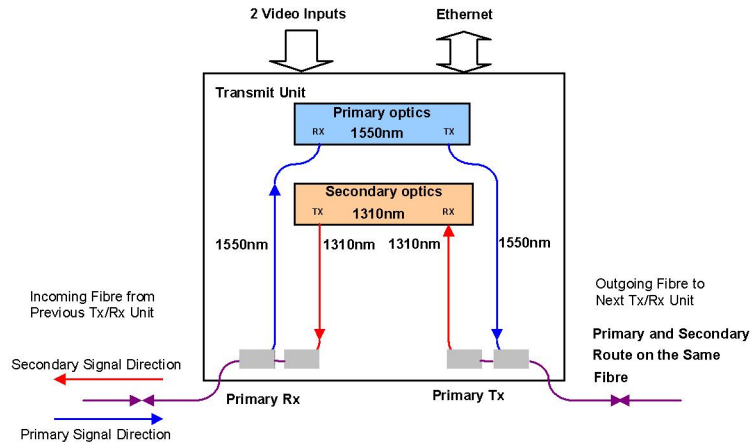 2 Video Inputs
Ethernet
Transmit Unit
Primary optics
RX 1550nm TX
Secondary optics
TX 1310nm RX
1550nm
1310nm
1310nm
1550nm
Incoming Fibre from
Previous Tx/Rx Unit
Outgoing Fibre to
Next Tx/Rx Unit
Primary and Secondary
Route on the Same
Fibre
Secondary Signal Direction
Primary Rx
Primary Tx
Primary Signal Direction